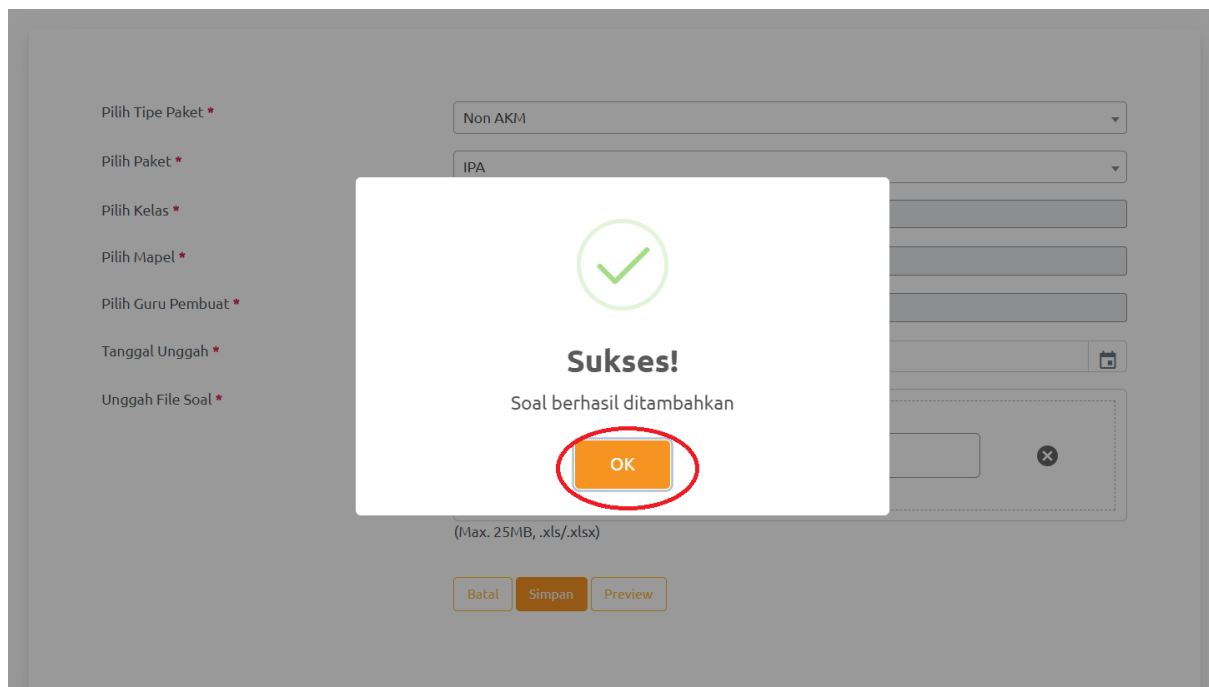 Pilih Tipe Paket *
Non AKM
Pilih Paket *
IPA
Pilih Kelas *
Pilih Mapel *
Pilih Guru Pembuat *
Tanggal Unggah *
Unggah File Soal *
Sukses!
Soal berhasil ditambahkan
OK
(Max. 25MB, .xls/.xlsx)
Batal Simpan Preview